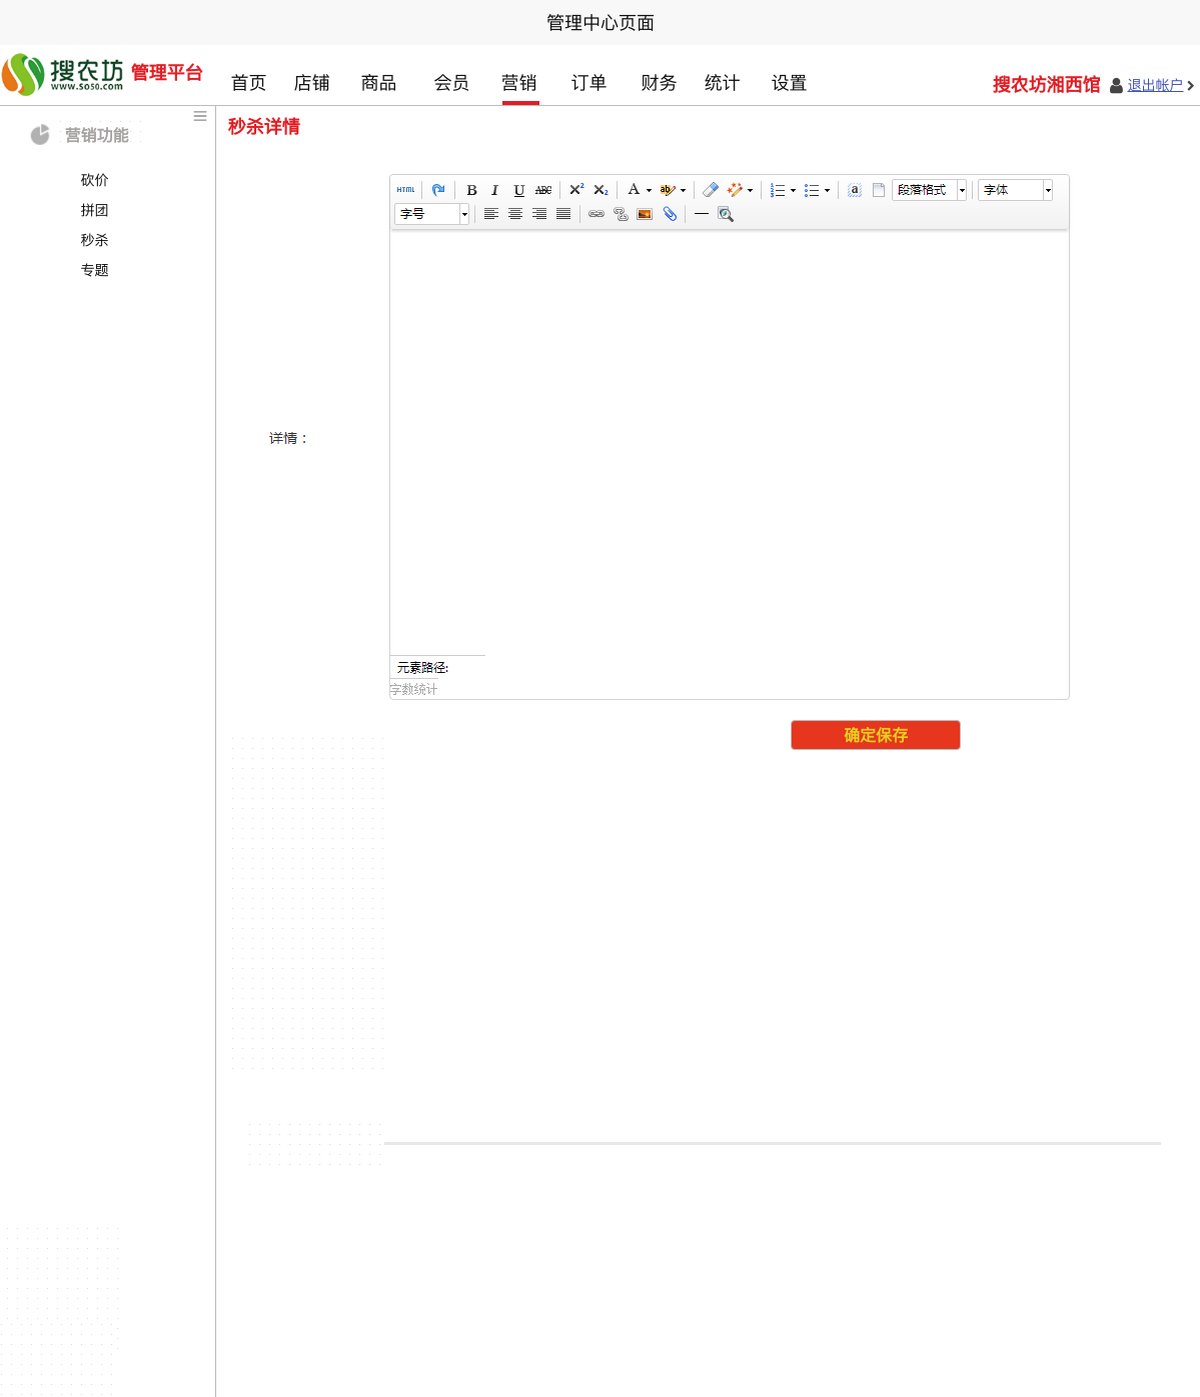 管理中心页面
搜农坊 www.so50.com 管理平台 首页 店铺 商品 会员 营销 订单 财务 统计 设置 搜农坊湘西馆 退出帐户
营销功能
砍价
拼团
秒杀
专题
秒杀详情
HTML B I U ABC X² X₂ A ab a 段落格式 字体
字号
详情：
元素路径:
字数统计
确定保存